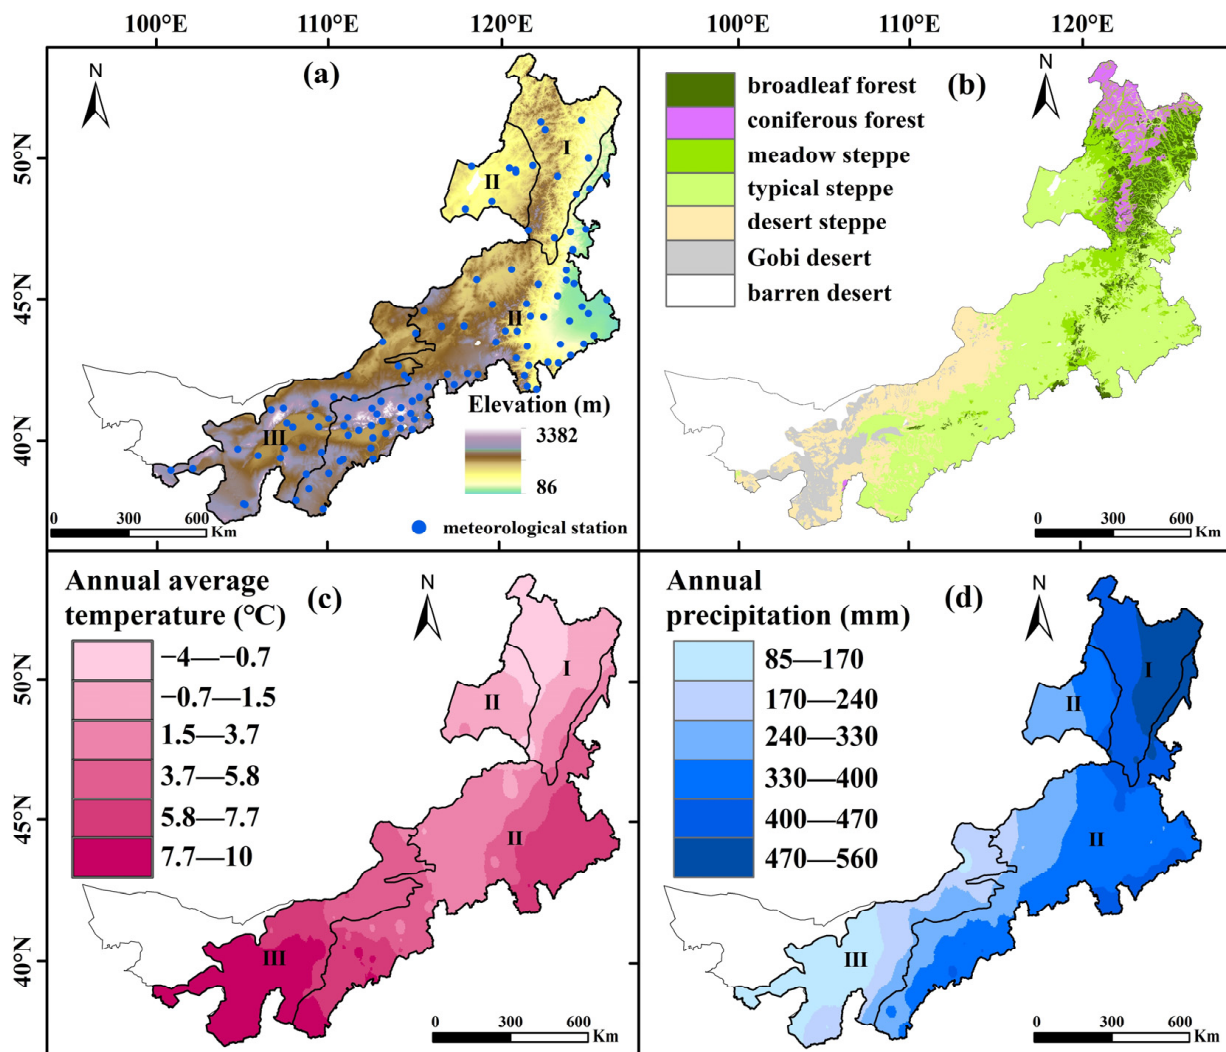 100°E 110°E 120°E 100°E 110°E 120°E
N
(a)
I
II
II
III
50°N
45°N
40°N
Elevation (m)
3382
86
meteorological station
0 300 600
Km
N
(b)
broadleaf forest
coniferous forest
meadow steppe
typical steppe
desert steppe
Gobi desert
barren desert
0 300 600
Km
Annual average
temperature (°C)
(c)
N
−4—−0.7
−0.7—1.5
1.5—3.7
3.7—5.8
5.8—7.7
7.7—10
I
II
II
III
50°N
45°N
40°N
0 300 600
Km
Annual
precipitation (mm)
(d)
N
85—170
170—240
240—330
330—400
400—470
470—560
I
II
II
III
0 300 600
Km